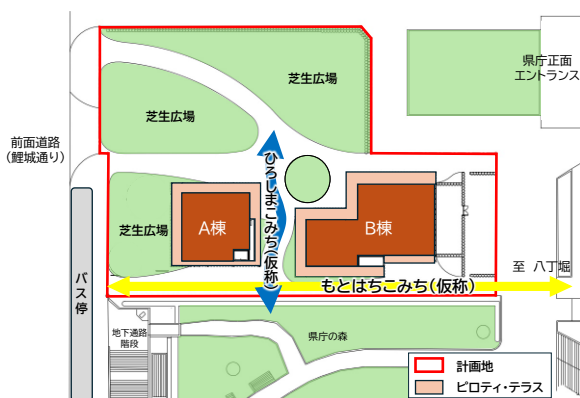 県庁正面
エントランス
芝生広場
芝生広場
前面道路
（鯉城通り）
ひろしまこみち（仮称）
芝生広場
A棟
B棟
バス停
至 八丁堀
もとはちこみち（仮称）
地下通路
階段
県庁の森
計画地
ピロティ・テラス